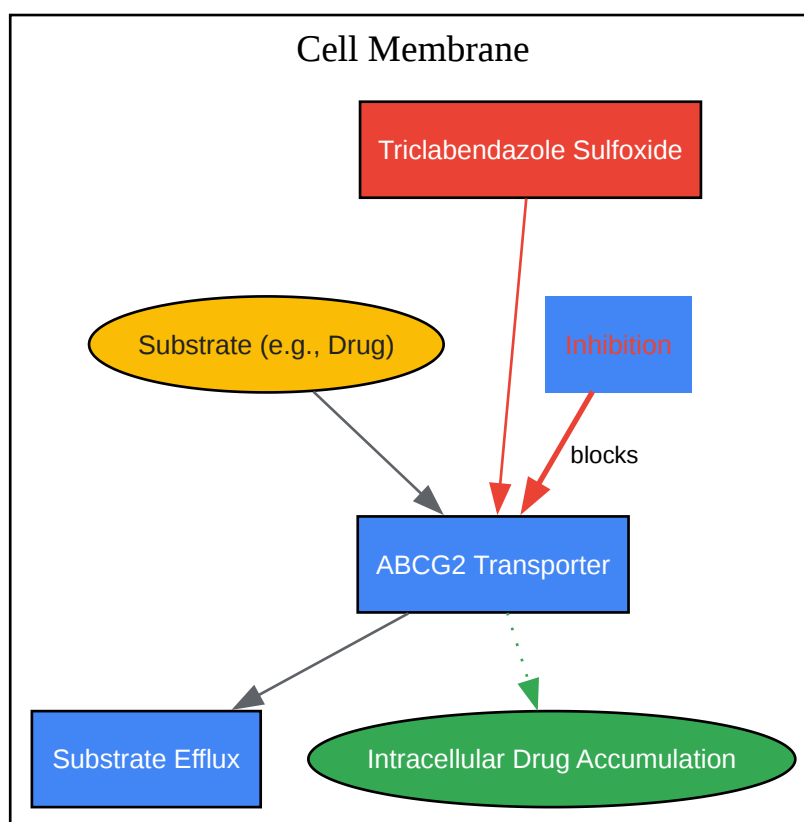 Cell Membrane
Triclabendazole Sulfoxide
Substrate (e.g., Drug)
Inhibition
blocks
ABCG2 Transporter
Substrate Efflux
Intracellular Drug Accumulation